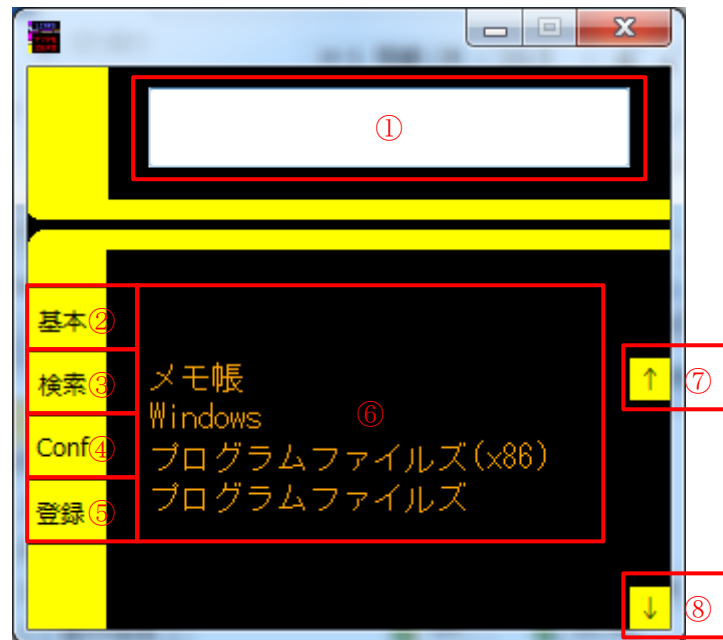 ①
基本②
検索③
Conf④
登録⑤
メモ帳
Windows
プログラムファイルズ(x86)
プログラムファイルズ
⑥
↑
⑦
↓
⑧